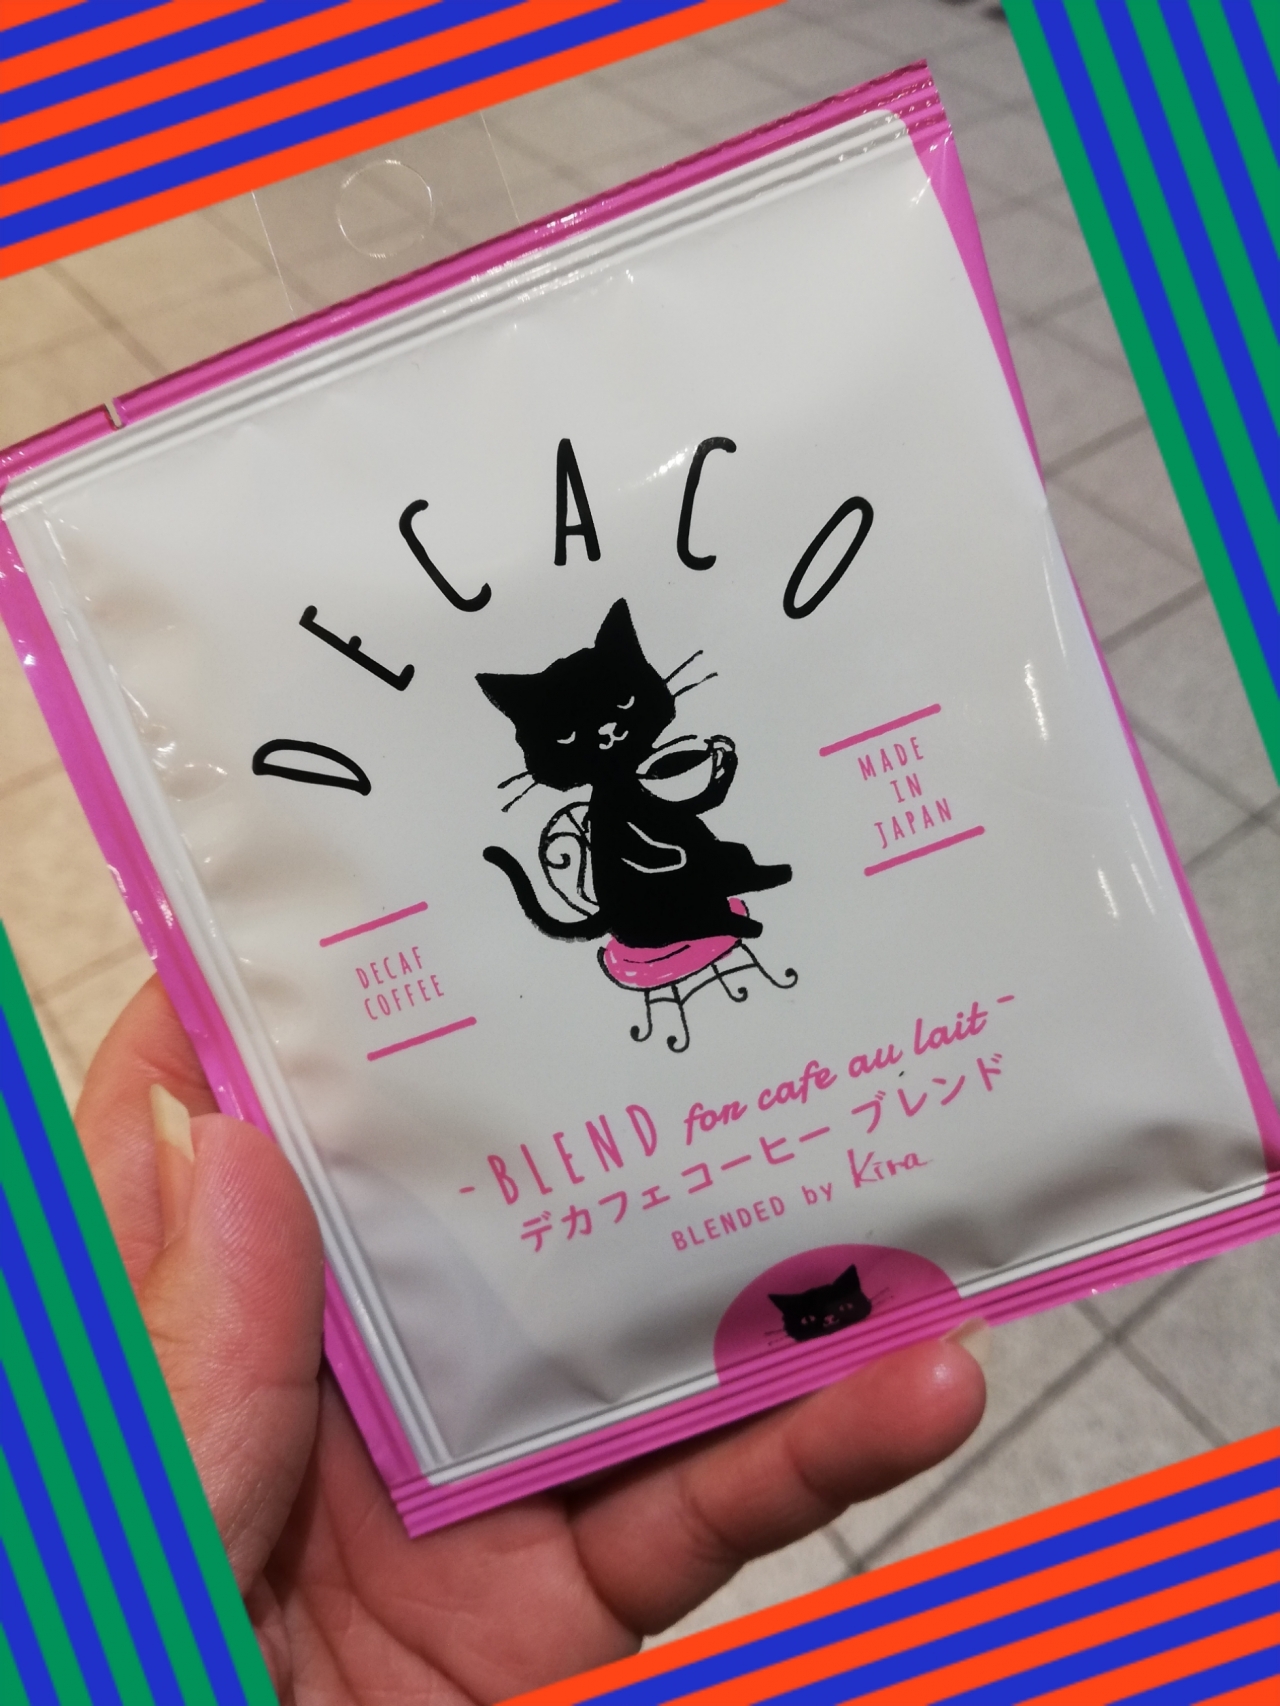 DECACO
MADE
IN
JAPAN
DECAF
COFFEE
-BLEND for cafe au lait-
デカフェ コーヒー ブレンド
BLENDED by Kira